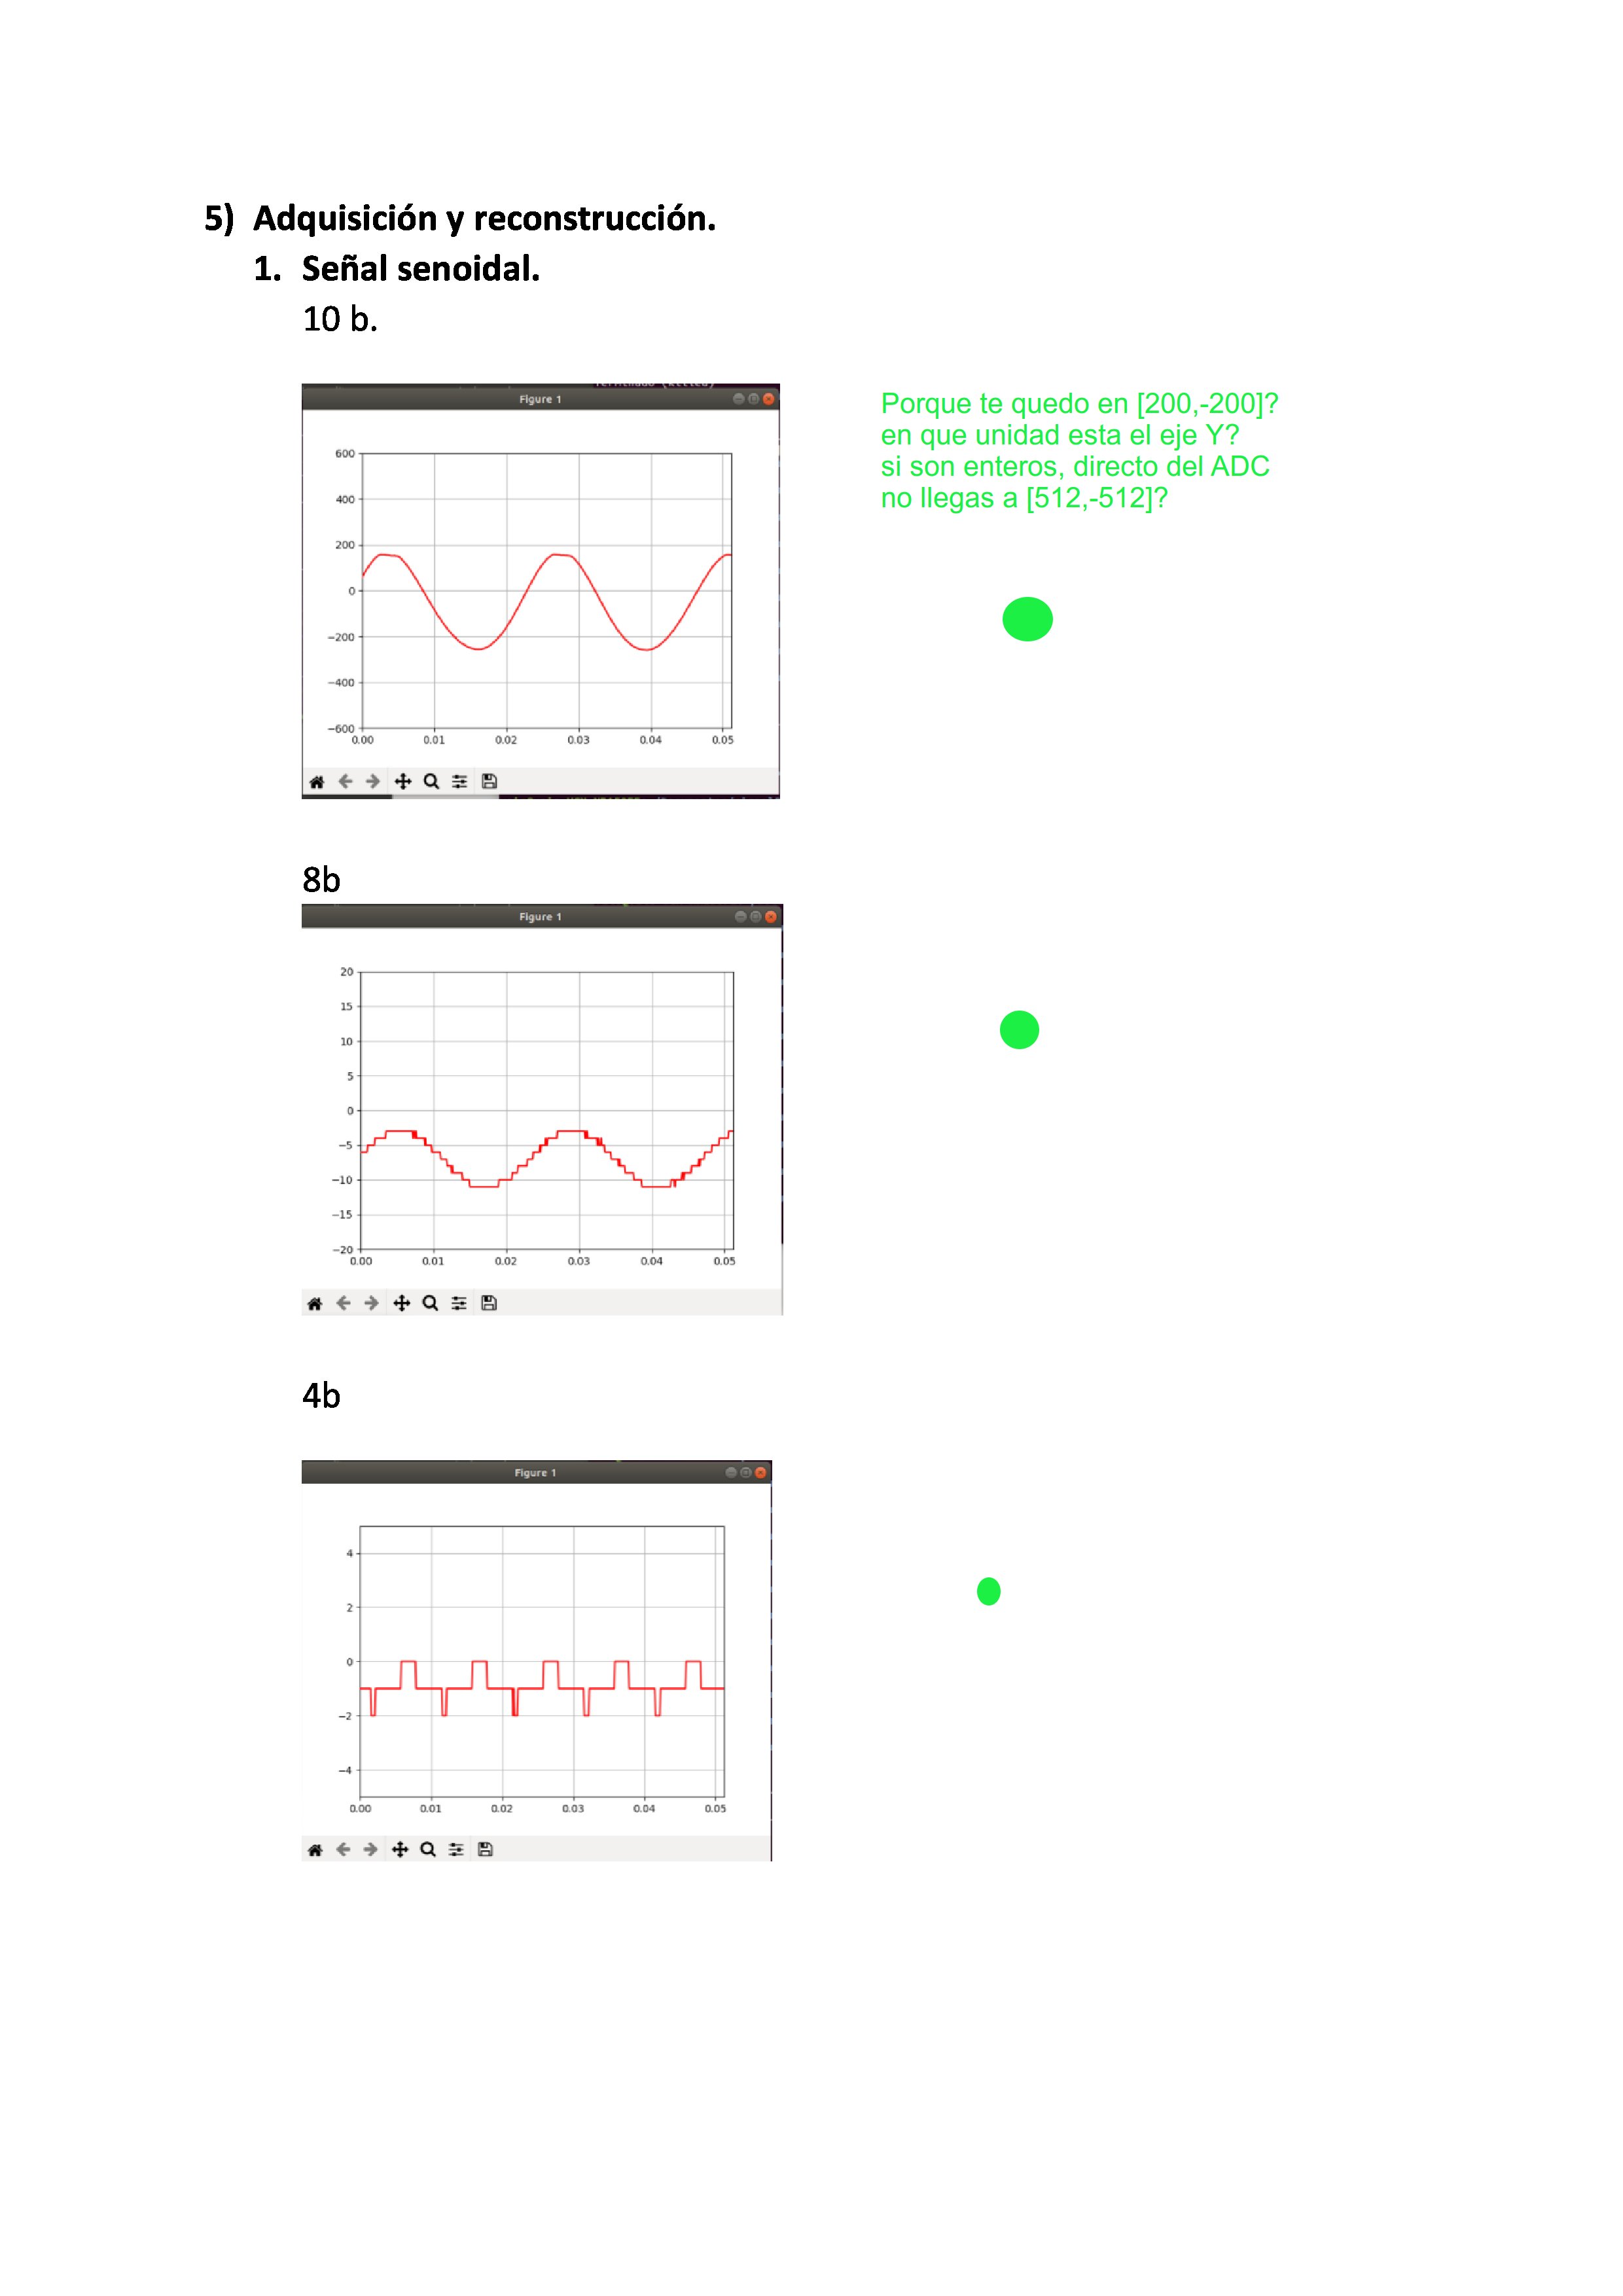 5) Adquisición y reconstrucción.
1. Señal senoidal.
10 b.
Figure 1
600
400
200
0
−200
−400
−600
0.00 0.01 0.02 0.03 0.04 0.05
Porque te quedo en [200,-200]?
en que unidad esta el eje Y?
si son enteros, directo del ADC
no llegas a [512,-512]?
8b
Figure 1
20
15
10
5
0
−5
−10
−15
−20
0.00 0.01 0.02 0.03 0.04 0.05
4b
Figure 1
4
2
0
−2
−4
0.00 0.01 0.02 0.03 0.04 0.05